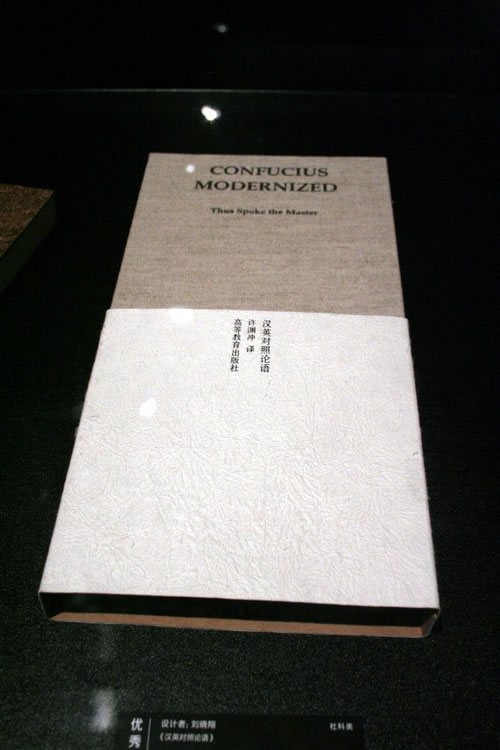 CONFUCIUS
MODERNIZED
Thus Spoke the Master
汉英对照论语
许渊冲 译
高等教育出版社
优秀
设计者：刘晓翔
《汉英对照论语》
社科类